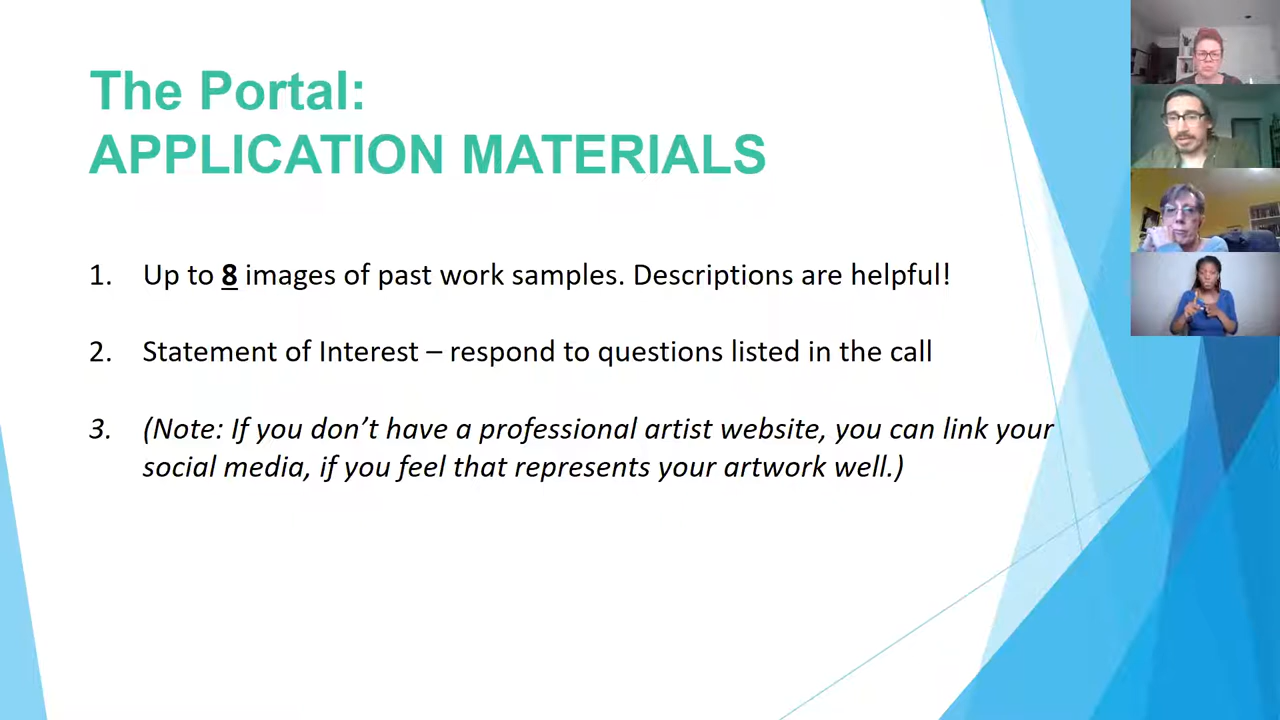 The Portal:
APPLICATION MATERIALS
1. Up to 8 images of past work samples. Descriptions are helpful!
2. Statement of Interest – respond to questions listed in the call
3. (Note: If you don’t have a professional artist website, you can link your
social media, if you feel that represents your artwork well.)